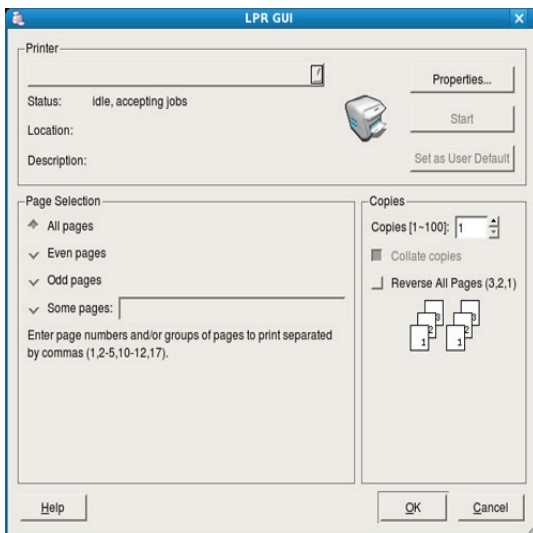 LPR GUI
Printer
Properties...
Status: idle, accepting jobs
Start
Location:
Description:
Set as User Default
Page Selection
All pages
Even pages
Odd pages
Some pages:
Enter page numbers and/or groups of pages to print separated
by commas (1,2-5,10-12,17).
Copies
Copies [1~100]: 1
Collate copies
Reverse All Pages (3,2,1)
3 3
2 2
1 1
Help
OK
Cancel